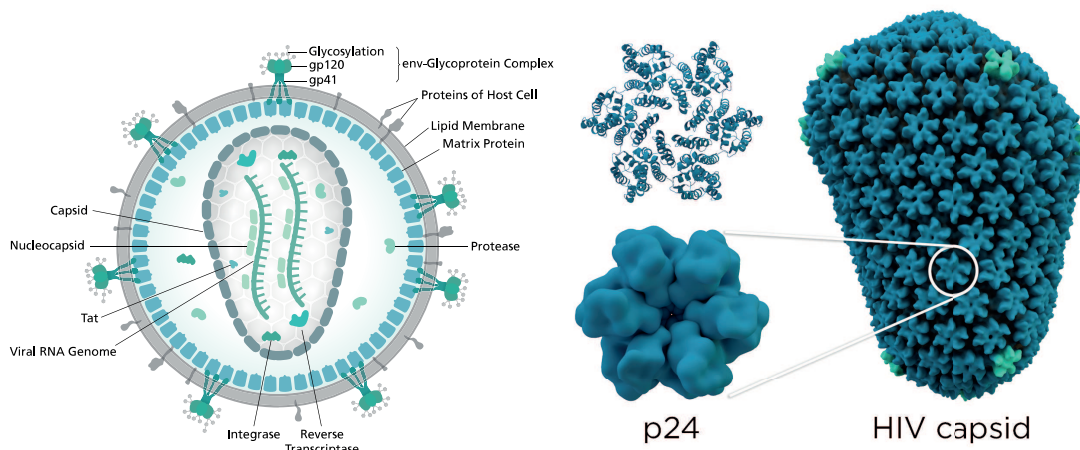 Glycosylation
gp120
gp41
env-Glycoprotein Complex
Proteins of Host Cell
Lipid Membrane
Matrix Protein
Capsid
Nucleocapsid
Protease
Tat
Viral RNA Genome
Integrase
Reverse
Transcriptase
p24
HIV capsid